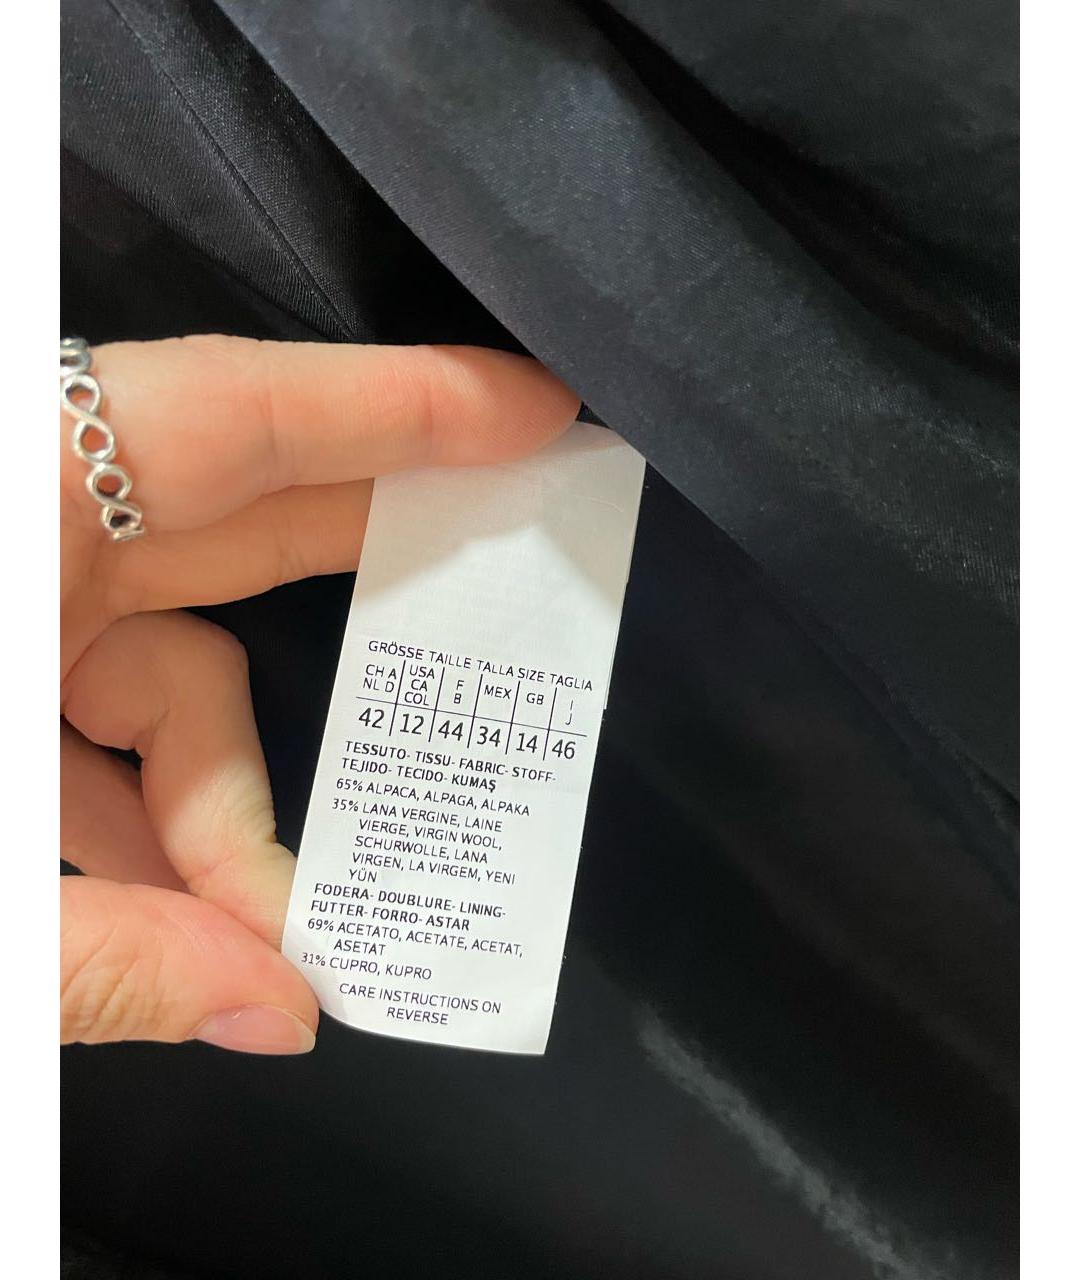 GRÖSSE TAILLE TALLA SIZE TAGLIA
CH A USA F MEX GB I
NL D CA B J
COL
42 12 44 34 14 46
TESSUTO- TISSU- FABRIC- STOFF-
TEJIDO- TECIDO- KUMAŞ
65% ALPACA, ALPAGA, ALPAKA
35% LANA VERGINE, LAINE
VIERGE, VIRGIN WOOL,
SCHURWOLLE, LANA
VIRGEN, LA VIRGEM, YENI
YÜN
FODERA- DOUBLURE- LINING-
FUTTER- FORRO- ASTAR
69% ACETATO, ACETATE, ACETAT,
ASETAT
31% CUPRO, KUPRO
CARE INSTRUCTIONS ON
REVERSE